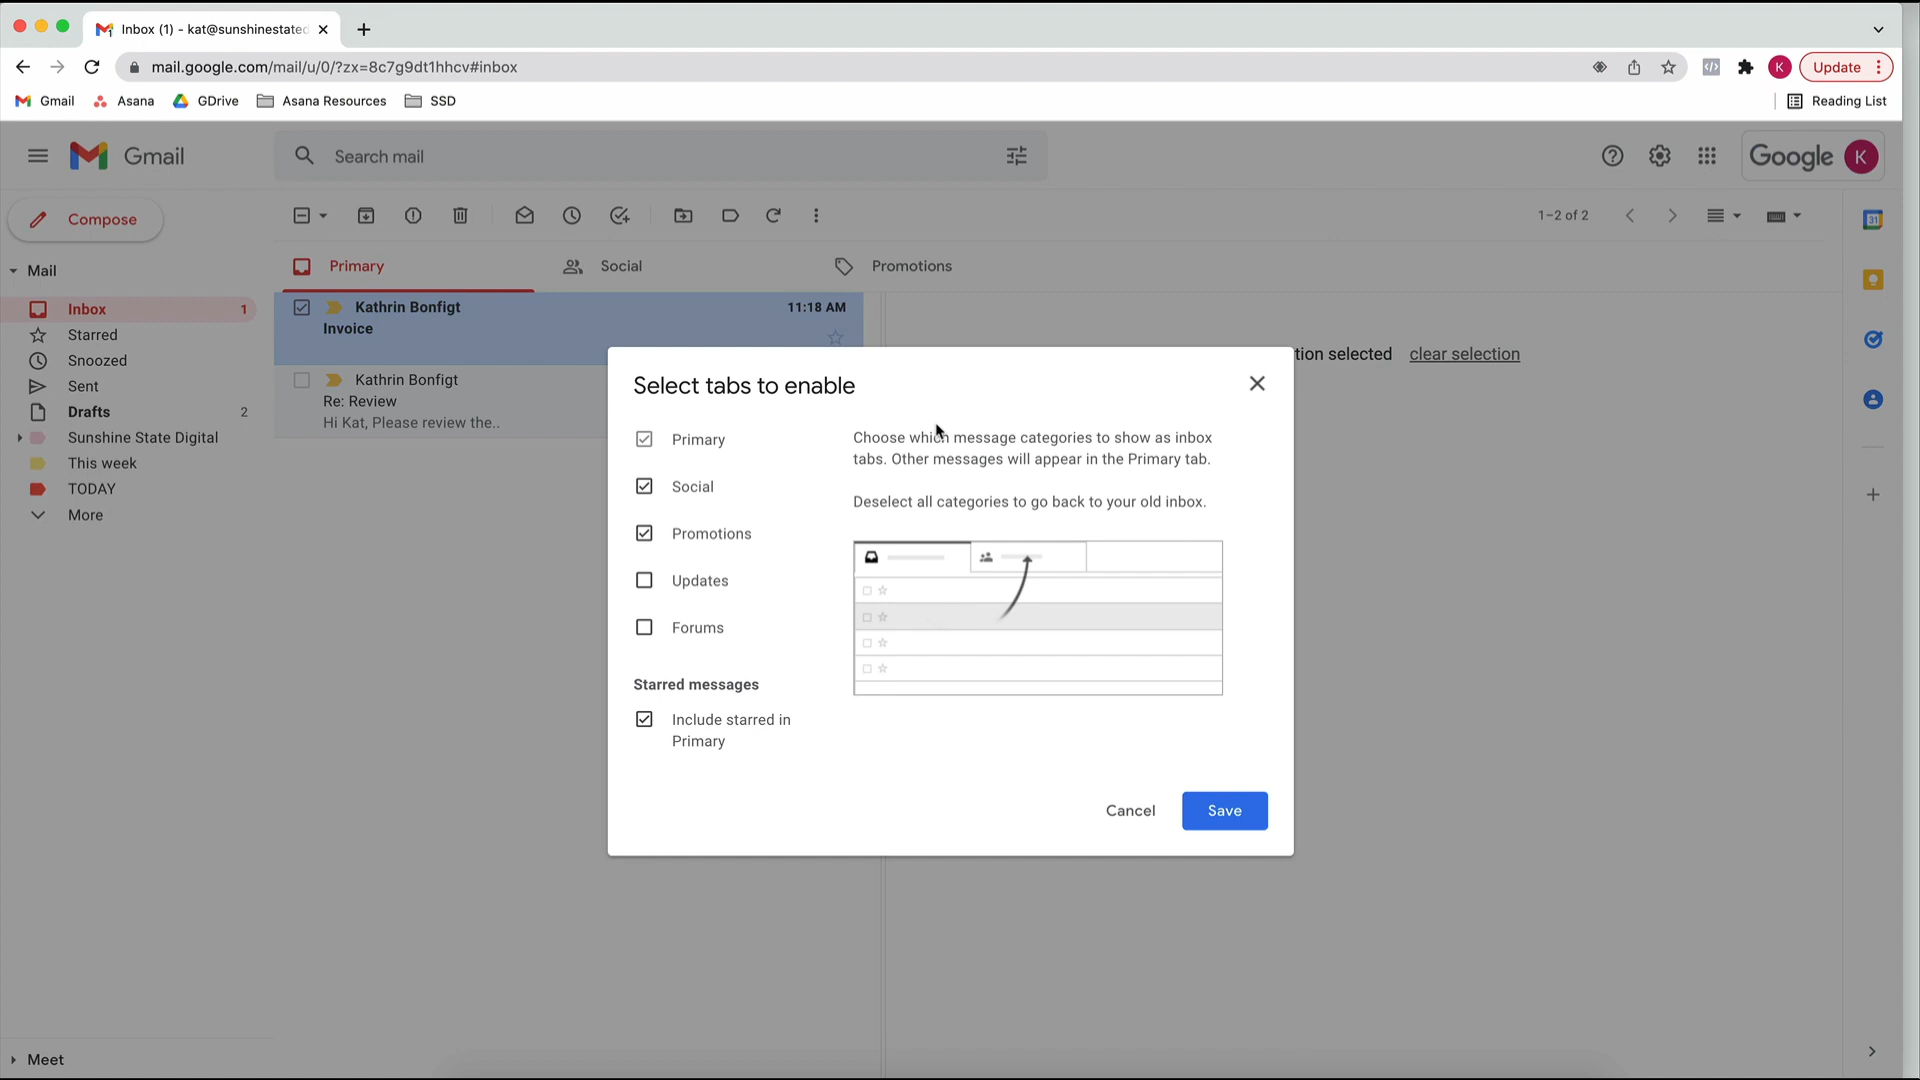 Inbox (1) - kat@sunshinestated
mail.google.com/mail/u/0/?zx=8c7g9dt1hhcv#inbox
K
Update
Gmail
Asana
GDrive
Asana Resources
SSD
Reading List
Gmail
Search mail
Google
K
Compose
1–2 of 2
31
Mail
Primary
Social
Promotions
Inbox
1
Kathrin Bonfigt
11:18 AM
Invoice
Starred
Snoozed
tion selected
clear selection
Sent
Kathrin Bonfigt
Re: Review
Hi Kat, Please review the..
Drafts
2
Sunshine State Digital
This week
TODAY
More
Select tabs to enable
Primary
Social
Promotions
Updates
Forums
Starred messages
Include starred in
Primary
Choose which message categories to show as inbox
tabs. Other messages will appear in the Primary tab.
Deselect all categories to go back to your old inbox.
Cancel
Save
Meet